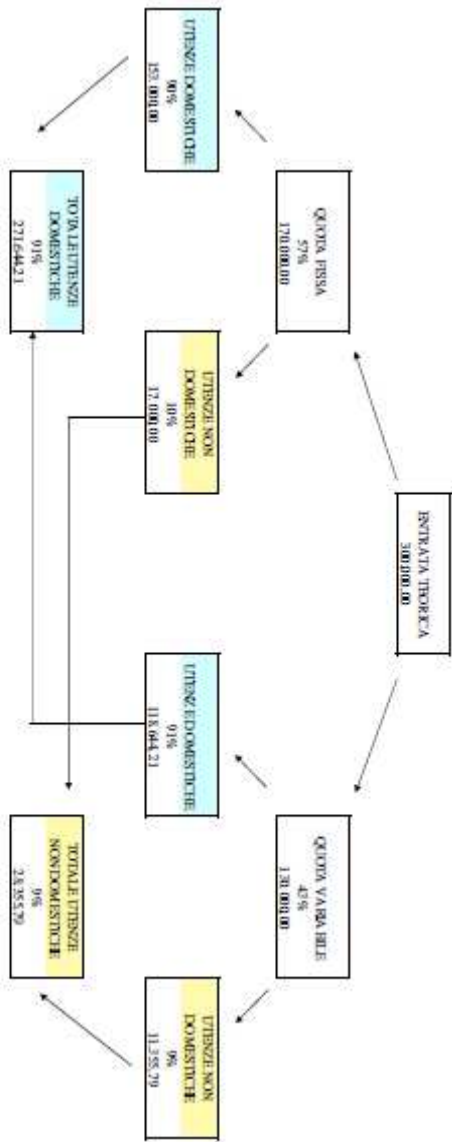 ENTRATA TEORICA
300.000,00
QUOTA FISSA
57%
170.000,00
QUOTA VARIABILE
43%
130.000,00
UTENZE DOMESTICHE
90%
153.000,00
UTENZE NON
DOMESTICHE
10%
17.000,00
UTENZE DOMESTICHE
91%
118.644,21
UTENZE NON
DOMESTICHE
9%
11.355,79
TOTALE UTENZE
DOMESTICHE
91%
271.644,21
TOTALE UTENZE
NON DOMESTICHE
9%
28.355,79